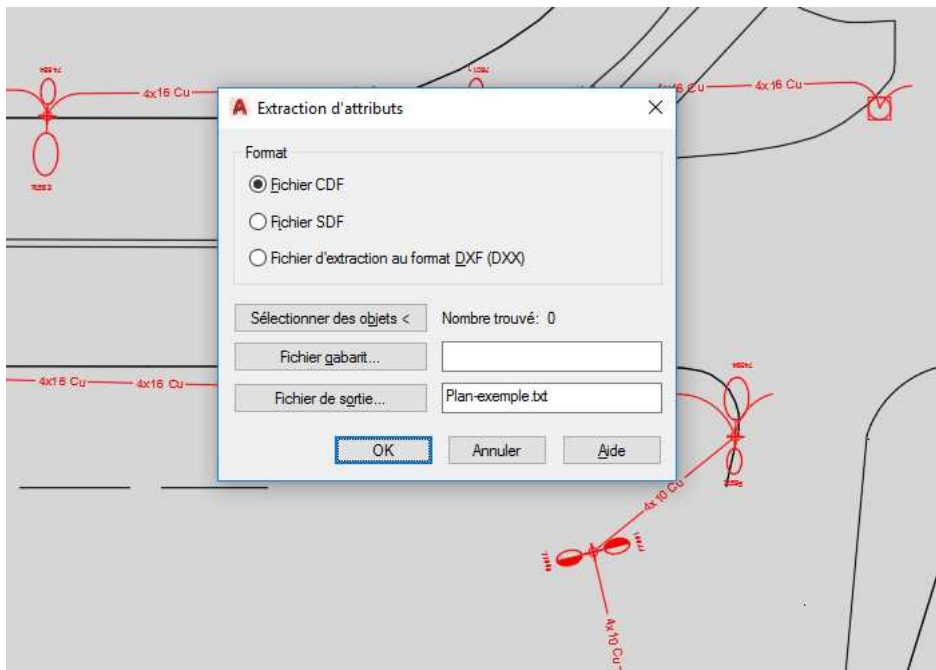 4x16 Cu
4x16 Cu
Extraction d'attributs
Format
Fichier CDF
Fichier SDF
Fichier d'extraction au format DXF (DXX)
Sélectionner des objets <
Nombre trouvé: 0
Fichier gabarit...
Fichier de sortie...
Plan-exemple.txt
OK
Annuler
Aide
4x16 Cu
4x16 Cu
4x10 Cu
4x10 Cu